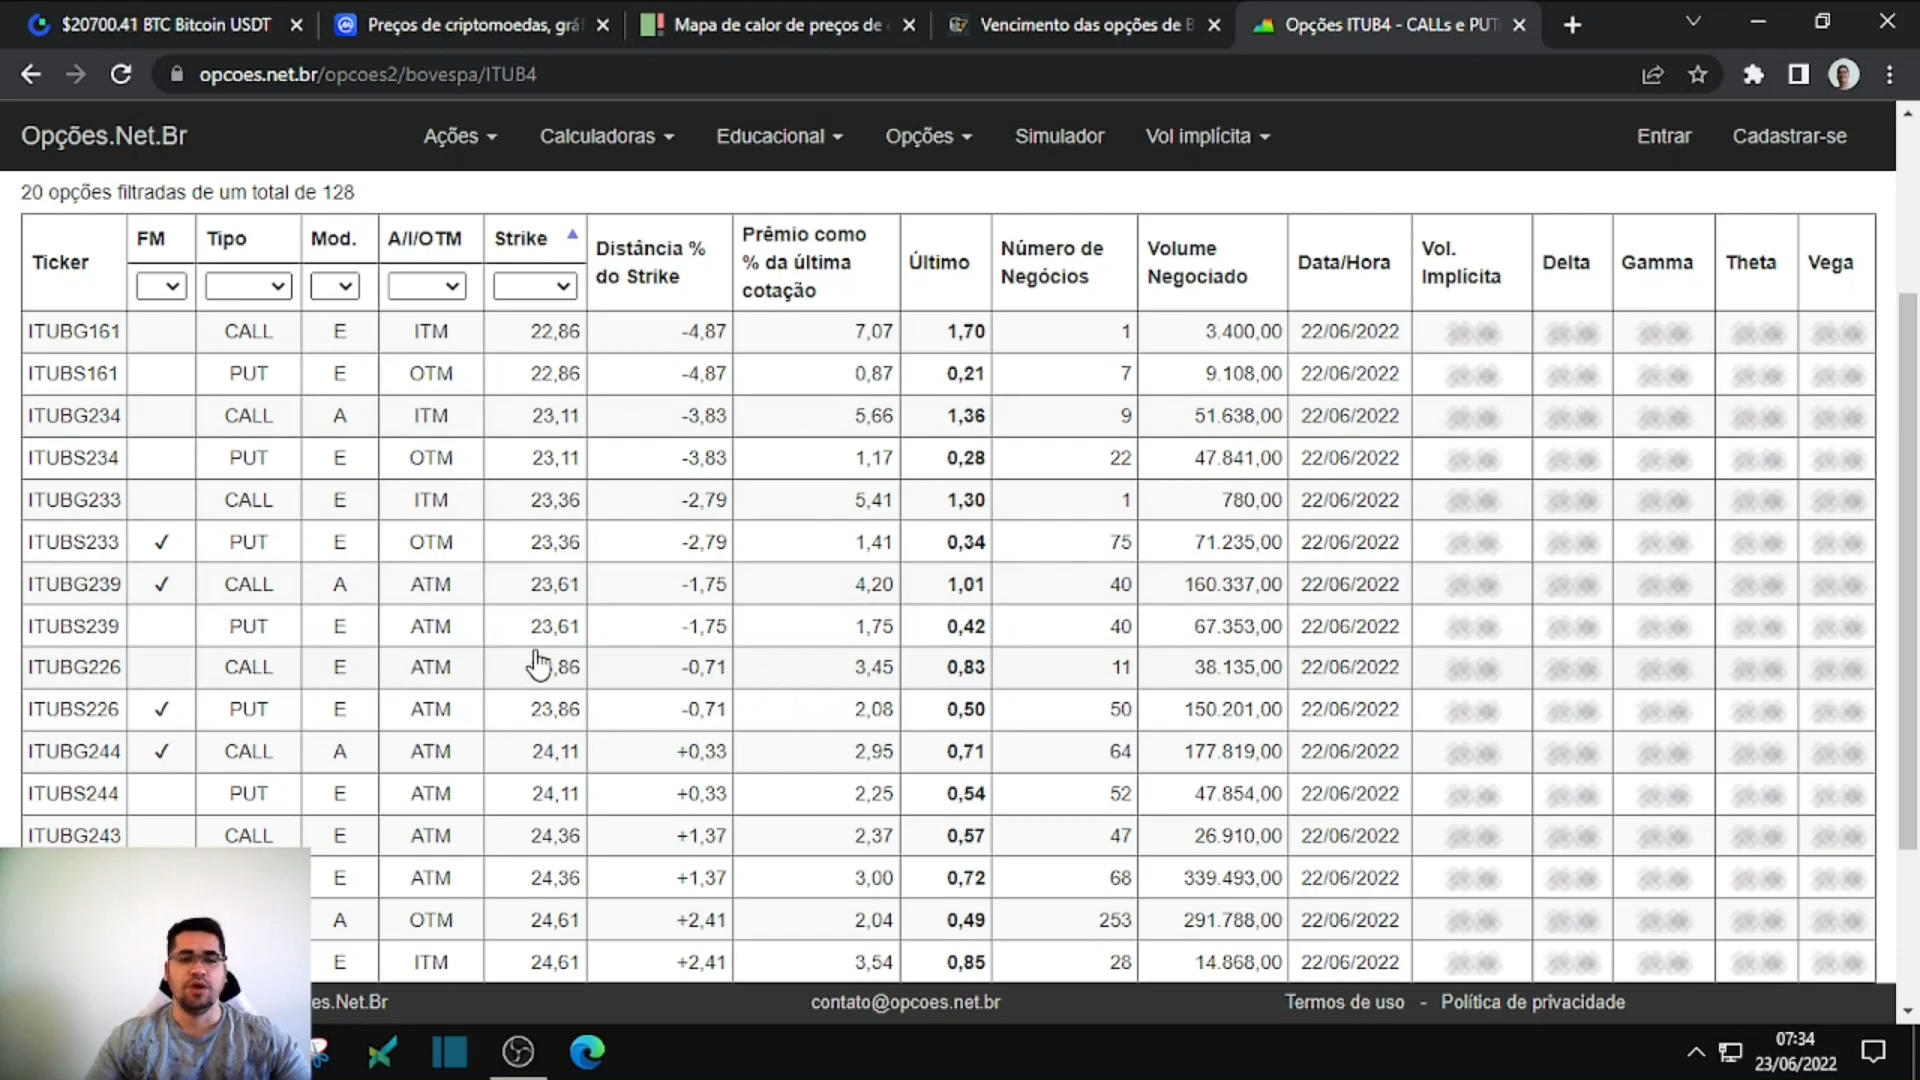 $20700.41 BTC Bitcoin USDT
Preços de criptomoedas, grá
Mapa de calor de preços de
Vencimento das opções de B
Opções ITUB4 - CALLs e PUT
opcoes.net.br/opcoes2/bovespa/ITUB4
Opções.Net.Br Ações Calculadoras Educacional Opções Simulador Vol implícita Entrar Cadastrar-se
20 opções filtradas de um total de 128
Ticker FM Tipo Mod. A/I/OTM Strike Distância % do Strike Prêmio como % da última cotação Último Número de Negócios Volume Negociado Data/Hora Vol. Implícita Delta Gamma Theta Vega
ITUBG161 CALL E ITM 22,86 -4,87 7,07 1,70 1 3.400,00 22/06/2022
ITUBS161 PUT E OTM 22,86 -4,87 0,87 0,21 7 9.108,00 22/06/2022
ITUBG234 CALL A ITM 23,11 -3,83 5,66 1,36 9 51.638,00 22/06/2022
ITUBS234 PUT E OTM 23,11 -3,83 1,17 0,28 22 47.841,00 22/06/2022
ITUBG233 CALL E ITM 23,36 -2,79 5,41 1,30 1 780,00 22/06/2022
ITUBS233 ✓ PUT E OTM 23,36 -2,79 1,41 0,34 75 71.235,00 22/06/2022
ITUBG239 ✓ CALL A ATM 23,61 -1,75 4,20 1,01 40 160.337,00 22/06/2022
ITUBS239 PUT E ATM 23,61 -1,75 1,75 0,42 40 67.353,00 22/06/2022
ITUBG226 CALL E ATM ,86 -0,71 3,45 0,83 11 38.135,00 22/06/2022
ITUBS226 ✓ PUT E ATM 23,86 -0,71 2,08 0,50 50 150.201,00 22/06/2022
ITUBG244 ✓ CALL A ATM 24,11 +0,33 2,95 0,71 64 177.819,00 22/06/2022
ITUBS244 PUT E ATM 24,11 +0,33 2,25 0,54 52 47.854,00 22/06/2022
ITUBG243 CALL E ATM 24,36 +1,37 2,37 0,57 47 26.910,00 22/06/2022
E ATM 24,36 +1,37 3,00 0,72 68 339.493,00 22/06/2022
A OTM 24,61 +2,41 2,04 0,49 253 291.788,00 22/06/2022
E ITM 24,61 +2,41 3,54 0,85 28 14.868,00 22/06/2022
es.Net.Br contato@opcoes.net.br Termos de uso - Política de privacidade
07:34
23/06/2022